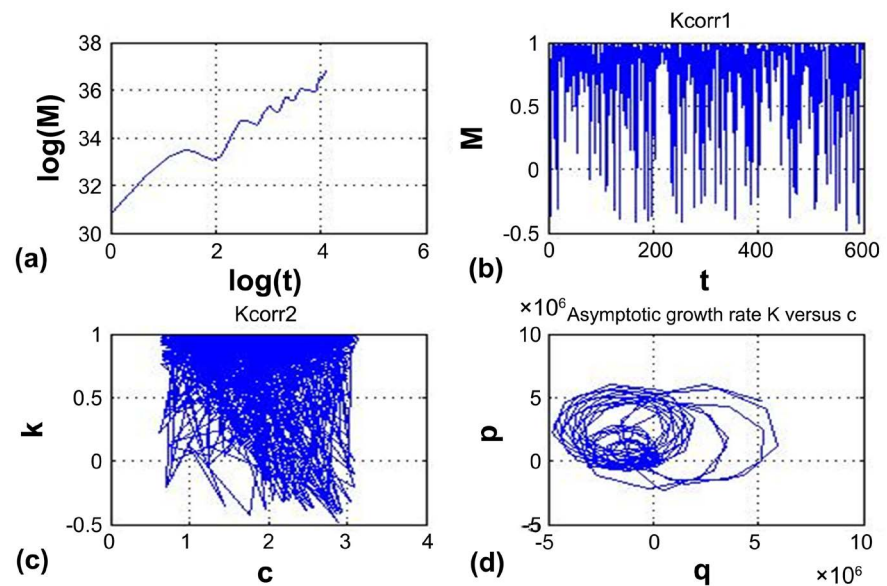 38
36
34
32
30
log(M)
0
2
4
6
log(t)
(a)
Kcorr1
1
0.5
0
-0.5
M
0
200
400
600
t
(b)
Kcorr2
1
0.5
0
-0.5
k
0
1
2
3
4
c
(c)
×10⁶ Asymptotic growth rate K versus c
10
5
0
-5
p
-5
0
5
10
q
×10⁶
(d)